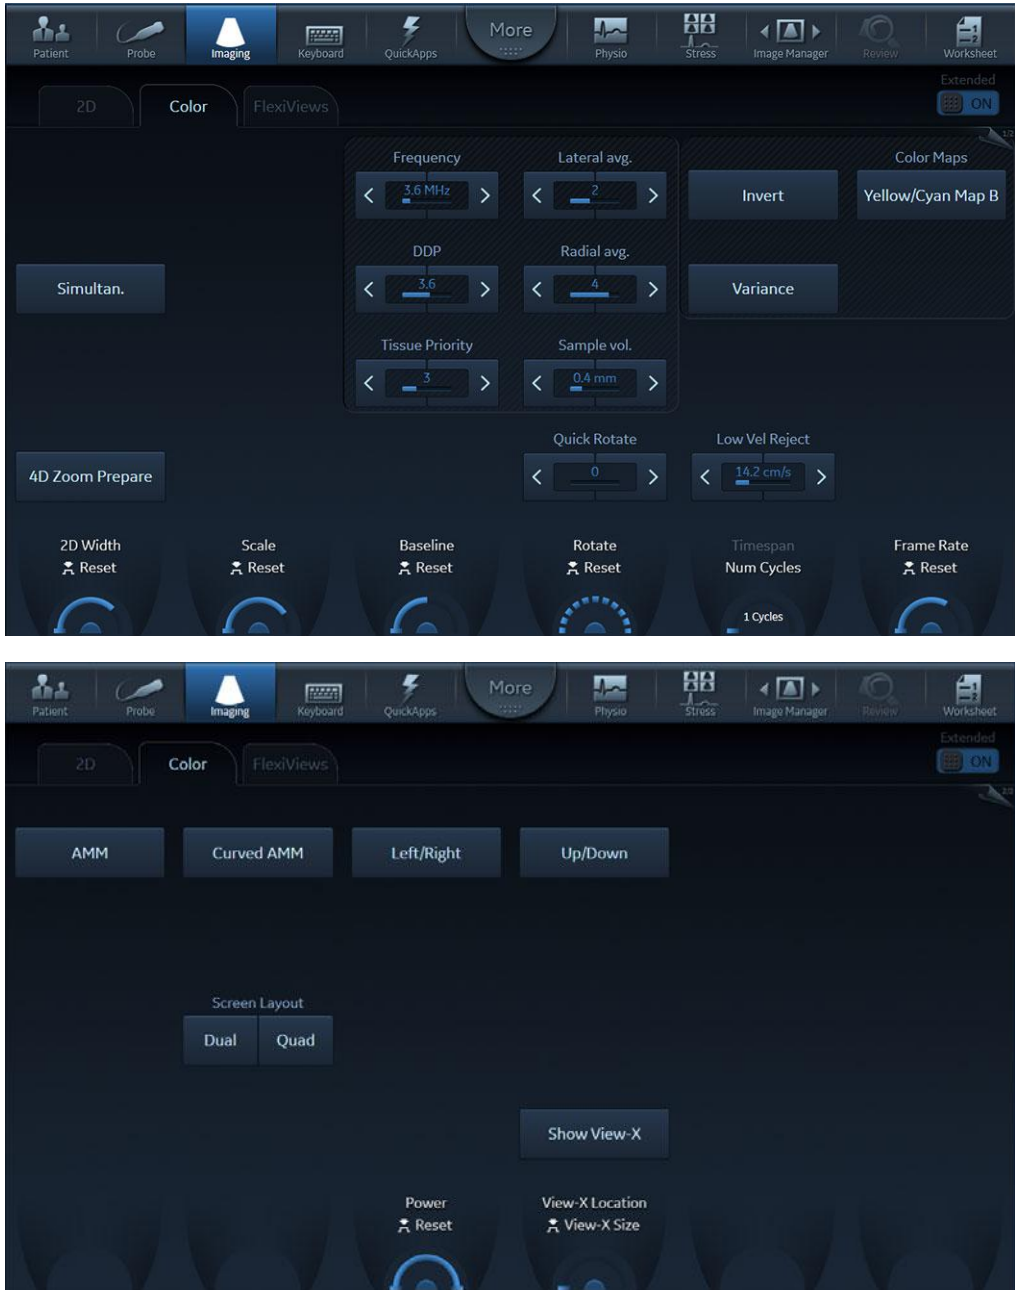 Patient Probe Imaging Keyboard QuickApps More Physio Stress Image Manager Review Worksheet
Extended
2D Color FlexiViews ON
1/2
Frequency Lateral avg. Color Maps
3.6 MHz 2 Invert Yellow/Cyan Map B
DDP Radial avg.
Simultan. 3.6 4 Variance
Tissue Priority Sample vol.
3 0.4 mm
Quick Rotate Low Vel Reject
4D Zoom Prepare 0 14.2 cm/s
2D Width Scale Baseline Rotate Timespan Frame Rate
Reset Reset Reset Reset Num Cycles Reset
1 Cycles
Patient Probe Imaging Keyboard QuickApps More Physio Stress Image Manager Review Worksheet
Extended
2D Color FlexiViews ON
2/2
AMM Curved AMM Left/Right Up/Down
Screen Layout
Dual Quad
Show View-X
Power View-X Location
Reset View-X Size